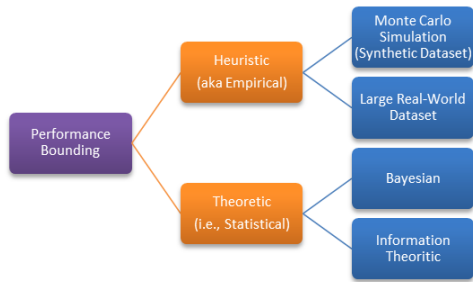 Performance
Bounding
Heuristic
(aka Empirical)
Monte Carlo
Simulation
(Synthetic Dataset)
Large Real-World
Dataset
Theoretic
(i.e., Statistical)
Bayesian
Information
Theoritic